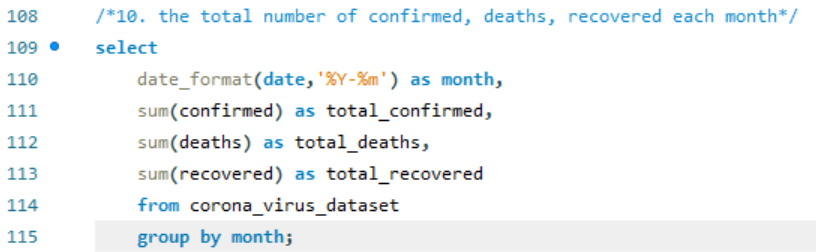 108 /*10. the total number of confirmed, deaths, recovered each month*/
109 select
110 date_format(date,'%Y-%m') as month,
111 sum(confirmed) as total_confirmed,
112 sum(deaths) as total_deaths,
113 sum(recovered) as total_recovered
114 from corona_virus_dataset
115 group by month;